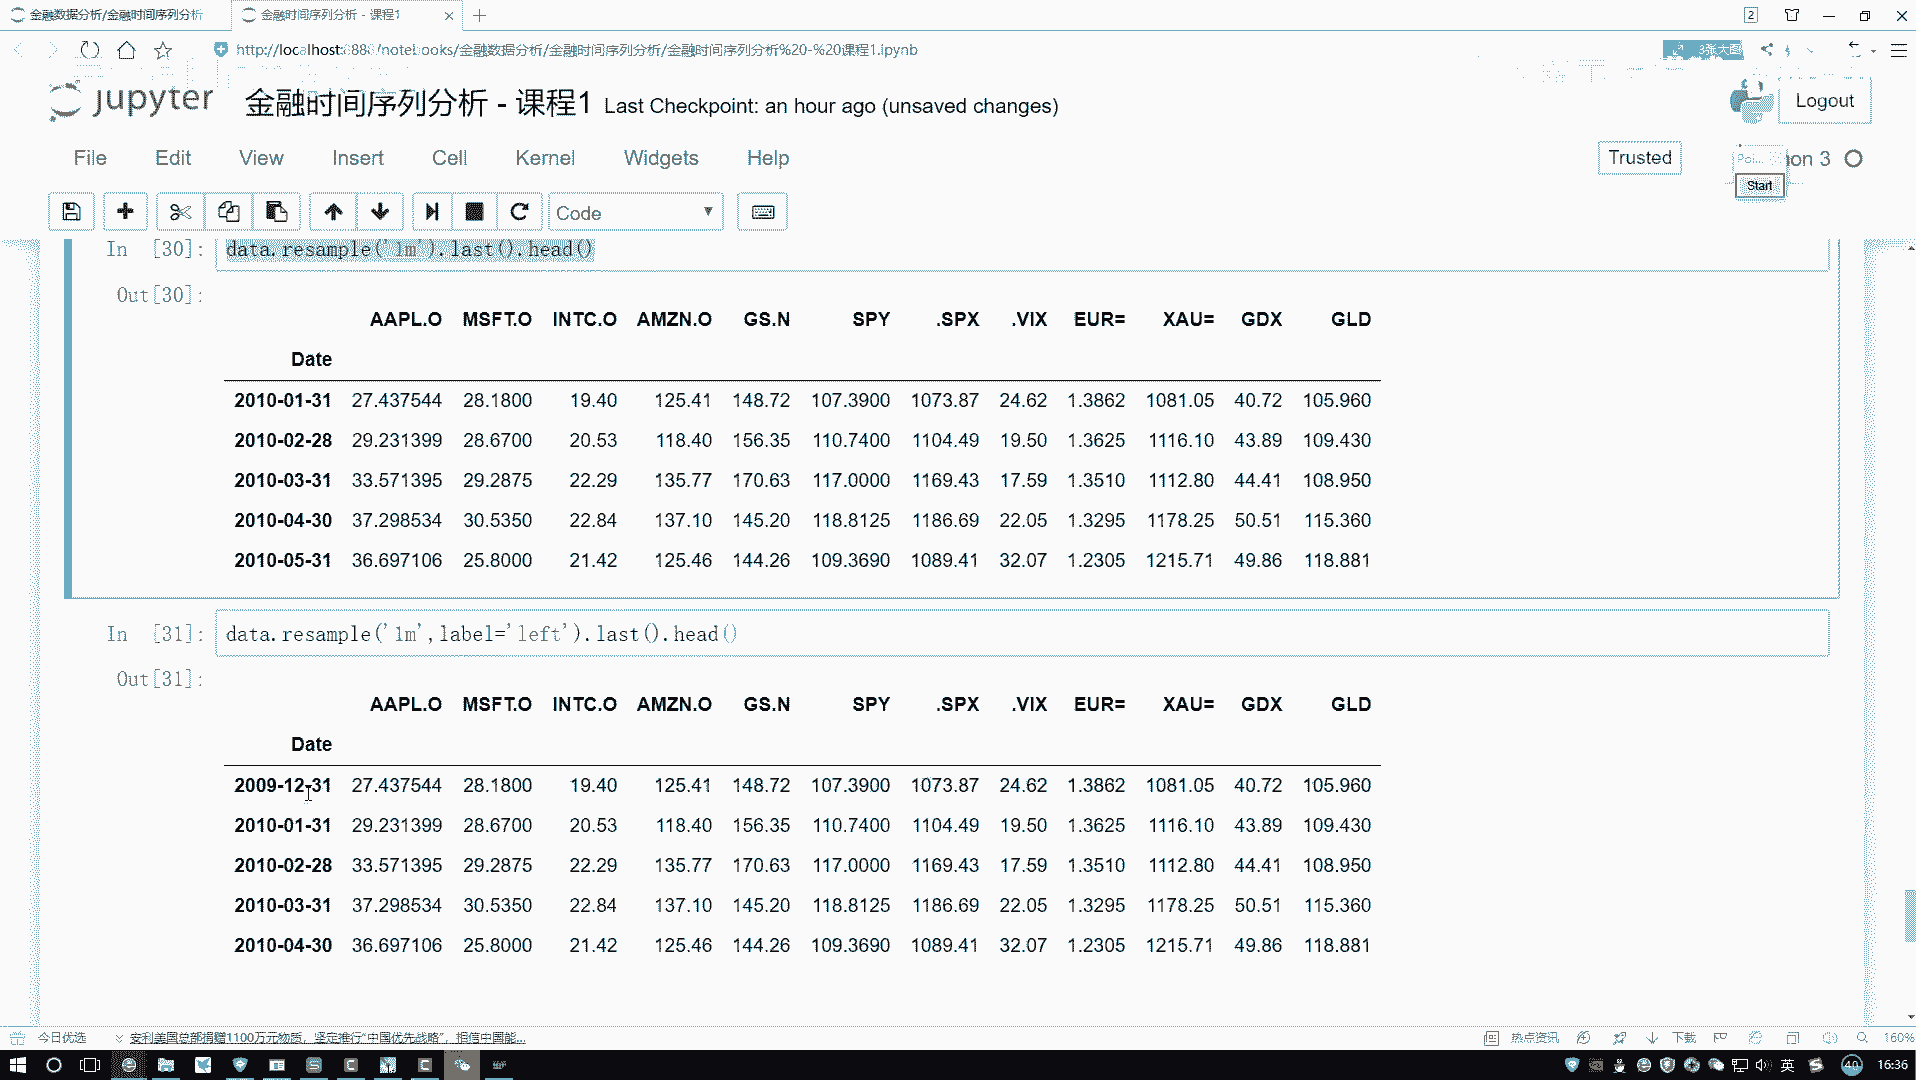 金融数据分析/金融时间序列分析
金融时间序列分析 - 课程1
2
http://localhost:8888/notebooks/金融数据分析/金融时间序列分析/金融时间序列分析%20-%20课程1.ipynb
3张大图
jupyter 金融时间序列分析 - 课程1 Last Checkpoint: an hour ago (unsaved changes)
Logout
File Edit View Insert Cell Kernel Widgets Help
Trusted
Poi... on 3
Start
Code
In [30]: data.resample('1m').last().head()
Out[30]:
AAPL.O MSFT.O INTC.O AMZN.O GS.N SPY .SPX .VIX EUR= XAU= GDX GLD
Date
2010-01-31 27.437544 28.1800 19.40 125.41 148.72 107.3900 1073.87 24.62 1.3862 1081.05 40.72 105.960
2010-02-28 29.231399 28.6700 20.53 118.40 156.35 110.7400 1104.49 19.50 1.3625 1116.10 43.89 109.430
2010-03-31 33.571395 29.2875 22.29 135.77 170.63 117.0000 1169.43 17.59 1.3510 1112.80 44.41 108.950
2010-04-30 37.298534 30.5350 22.84 137.10 145.20 118.8125 1186.69 22.05 1.3295 1178.25 50.51 115.360
2010-05-31 36.697106 25.8000 21.42 125.46 144.26 109.3690 1089.41 32.07 1.2305 1215.71 49.86 118.881
In [31]: data.resample('1m',label='left').last().head()
Out[31]:
AAPL.O MSFT.O INTC.O AMZN.O GS.N SPY .SPX .VIX EUR= XAU= GDX GLD
Date
2009-12-31 27.437544 28.1800 19.40 125.41 148.72 107.3900 1073.87 24.62 1.3862 1081.05 40.72 105.960
2010-01-31 29.231399 28.6700 20.53 118.40 156.35 110.7400 1104.49 19.50 1.3625 1116.10 43.89 109.430
2010-02-28 33.571395 29.2875 22.29 135.77 170.63 117.0000 1169.43 17.59 1.3510 1112.80 44.41 108.950
2010-03-31 37.298534 30.5350 22.84 137.10 145.20 118.8125 1186.69 22.05 1.3295 1178.25 50.51 115.360
2010-04-30 36.697106 25.8000 21.42 125.46 144.26 109.3690 1089.41 32.07 1.2305 1215.71 49.86 118.881
今日优选
安利美国总部捐赠1100万元物质，坚定推行“中国优先战略”，相信中国能...
热点资讯 下载 160%
英 40 16:36